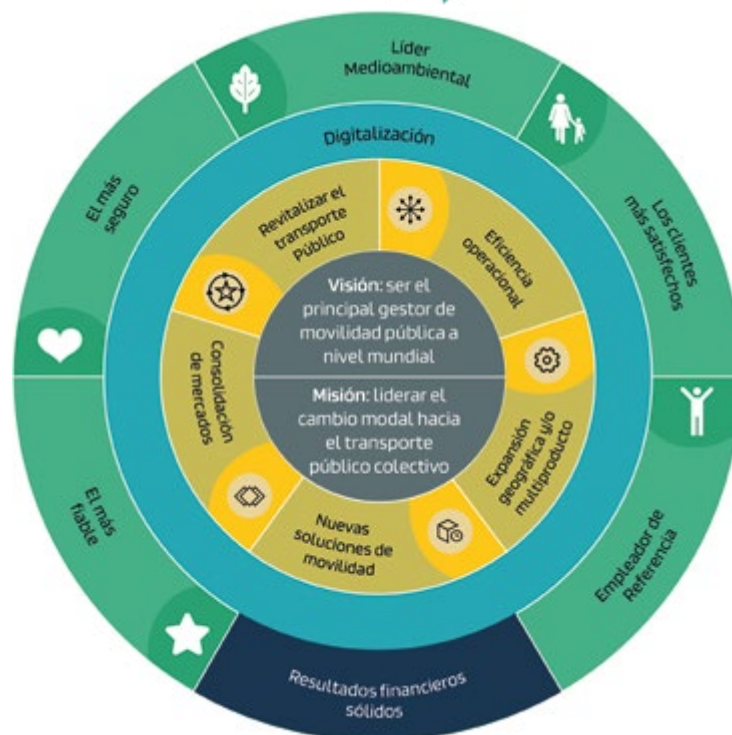 Líder
Medioambiental
Los clientes
más satisfechos
Empleador de
Referencia
Resultados financieros
sólidos
El más
fiable
El más
seguro
Digitalización
Revitalizar el
transporte
Público
Eficiencia
operacional
Expansión
geográfica y/o
multiproducto
Nuevas
soluciones de
movilidad
Consolidación
de mercados
Visión: ser el
principal gestor de
movilidad pública a
nivel mundial
Misión: liderar el
cambio modal hacia
el transporte
público colectivo